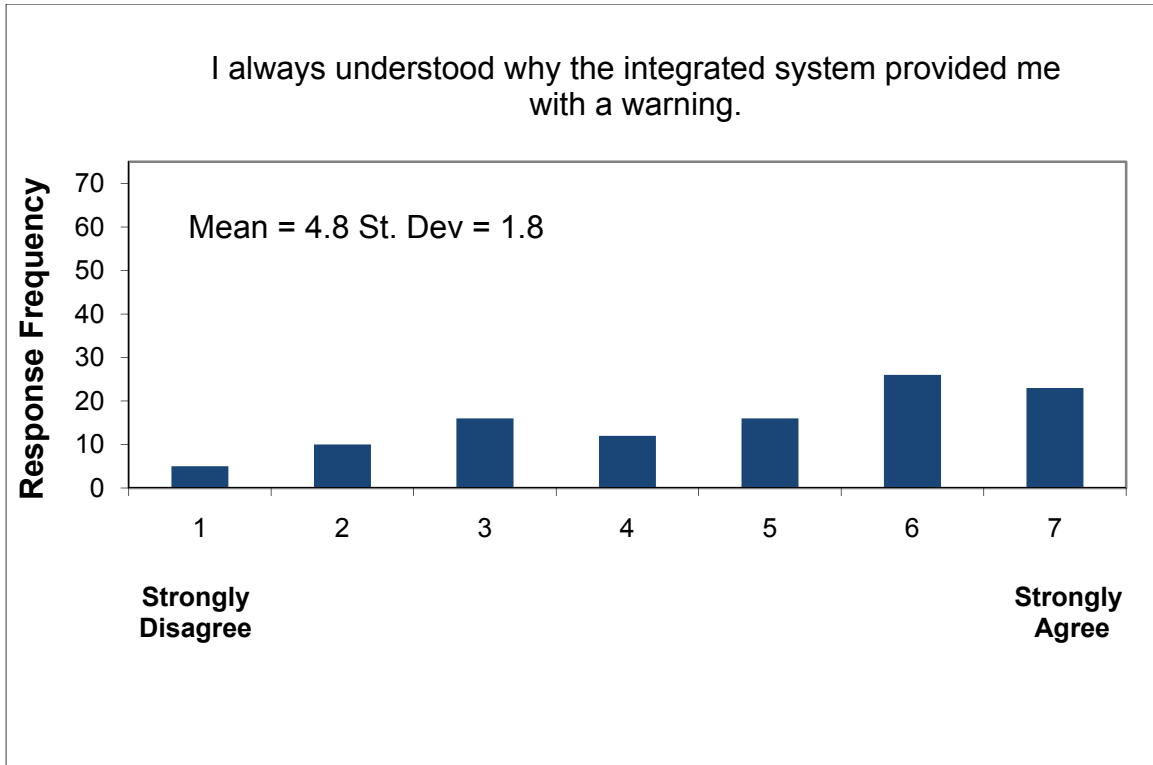 I always understood why the integrated system provided me
with a warning.
Response Frequency
70
60
50
40
30
20
10
0
Mean = 4.8 St. Dev = 1.8
1 2 3 4 5 6 7
Strongly
Disagree
Strongly
Agree